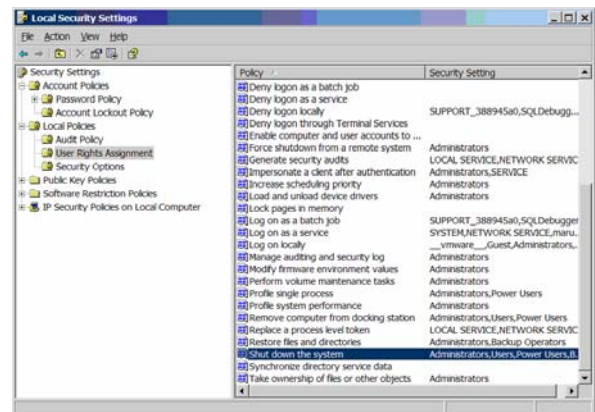 Local Security Settings
File Action View Help
Security Settings
Account Policies
Password Policy
Account Lockout Policy
Local Policies
Audit Policy
User Rights Assignment
Security Options
Public Key Policies
Software Restriction Policies
IP Security Policies on Local Computer
Policy Security Setting
Deny logon as a batch job
Deny logon as a service
Deny logon locally SUPPORT_388945a0,SQLDebugg...
Deny logon through Terminal Services
Enable computer and user accounts to ...
Force shutdown from a remote system Administrators
Generate security audits LOCAL SERVICE,NETWORK SERVIC
Impersonate a client after authentication Administrators,SERVICE
Increase scheduling priority Administrators
Load and unload device drivers Administrators
Lock pages in memory
Log on as a batch job SUPPORT_388945a0,SQLDebugger
Log on as a service SYSTEM,NETWORK SERVICE,maru..
Log on locally __vmware__,Guest,Administrators,..
Manage auditing and security log Administrators
Modify firmware environment values Administrators
Perform volume maintenance tasks Administrators
Profile single process Administrators,Power Users
Profile system performance Administrators
Remove computer from docking station Administrators,Users,Power Users
Replace a process level token LOCAL SERVICE,NETWORK SERVIC
Restore files and directories Administrators,Backup Operators
Shut down the system Administrators,Users,Power Users,B..
Synchronize directory service data
Take ownership of files or other objects Administrators